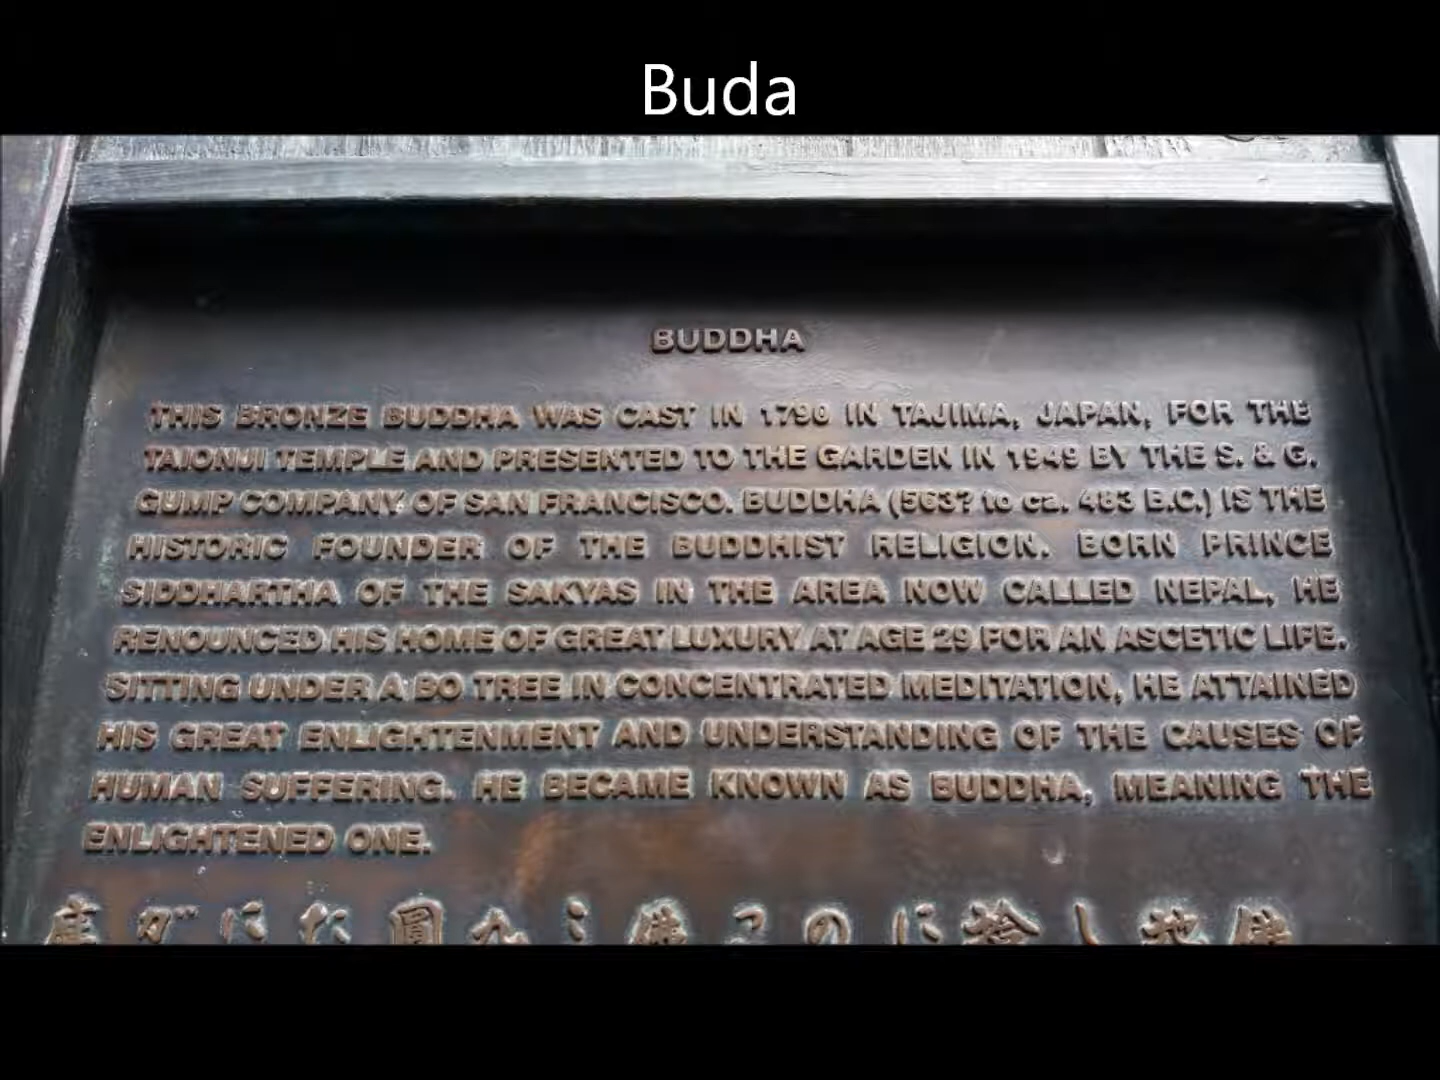 Buda
BUDDHA
THIS BRONZE BUDDHA WAS CAST IN 1790 IN TAJIMA, JAPAN, FOR THE
TAIONJI TEMPLE AND PRESENTED TO THE GARDEN IN 1949 BY THE S. & G.
GUMP COMPANY OF SAN FRANCISCO. BUDDHA (563? to ca. 483 B.C.) IS THE
HISTORIC FOUNDER OF THE BUDDHIST RELIGION. BORN PRINCE
SIDDHARTHA OF THE SAKYAS IN THE AREA NOW CALLED NEPAL, HE
RENOUNCED HIS HOME OF GREAT LUXURY AT AGE 29 FOR AN ASCETIC LIFE.
SITTING UNDER A BO TREE IN CONCENTRATED MEDITATION, HE ATTAINED
HIS GREAT ENLIGHTENMENT AND UNDERSTANDING OF THE CAUSES OF
HUMAN SUFFERING. HE BECAME KNOWN AS BUDDHA, MEANING THE
ENLIGHTENED ONE.